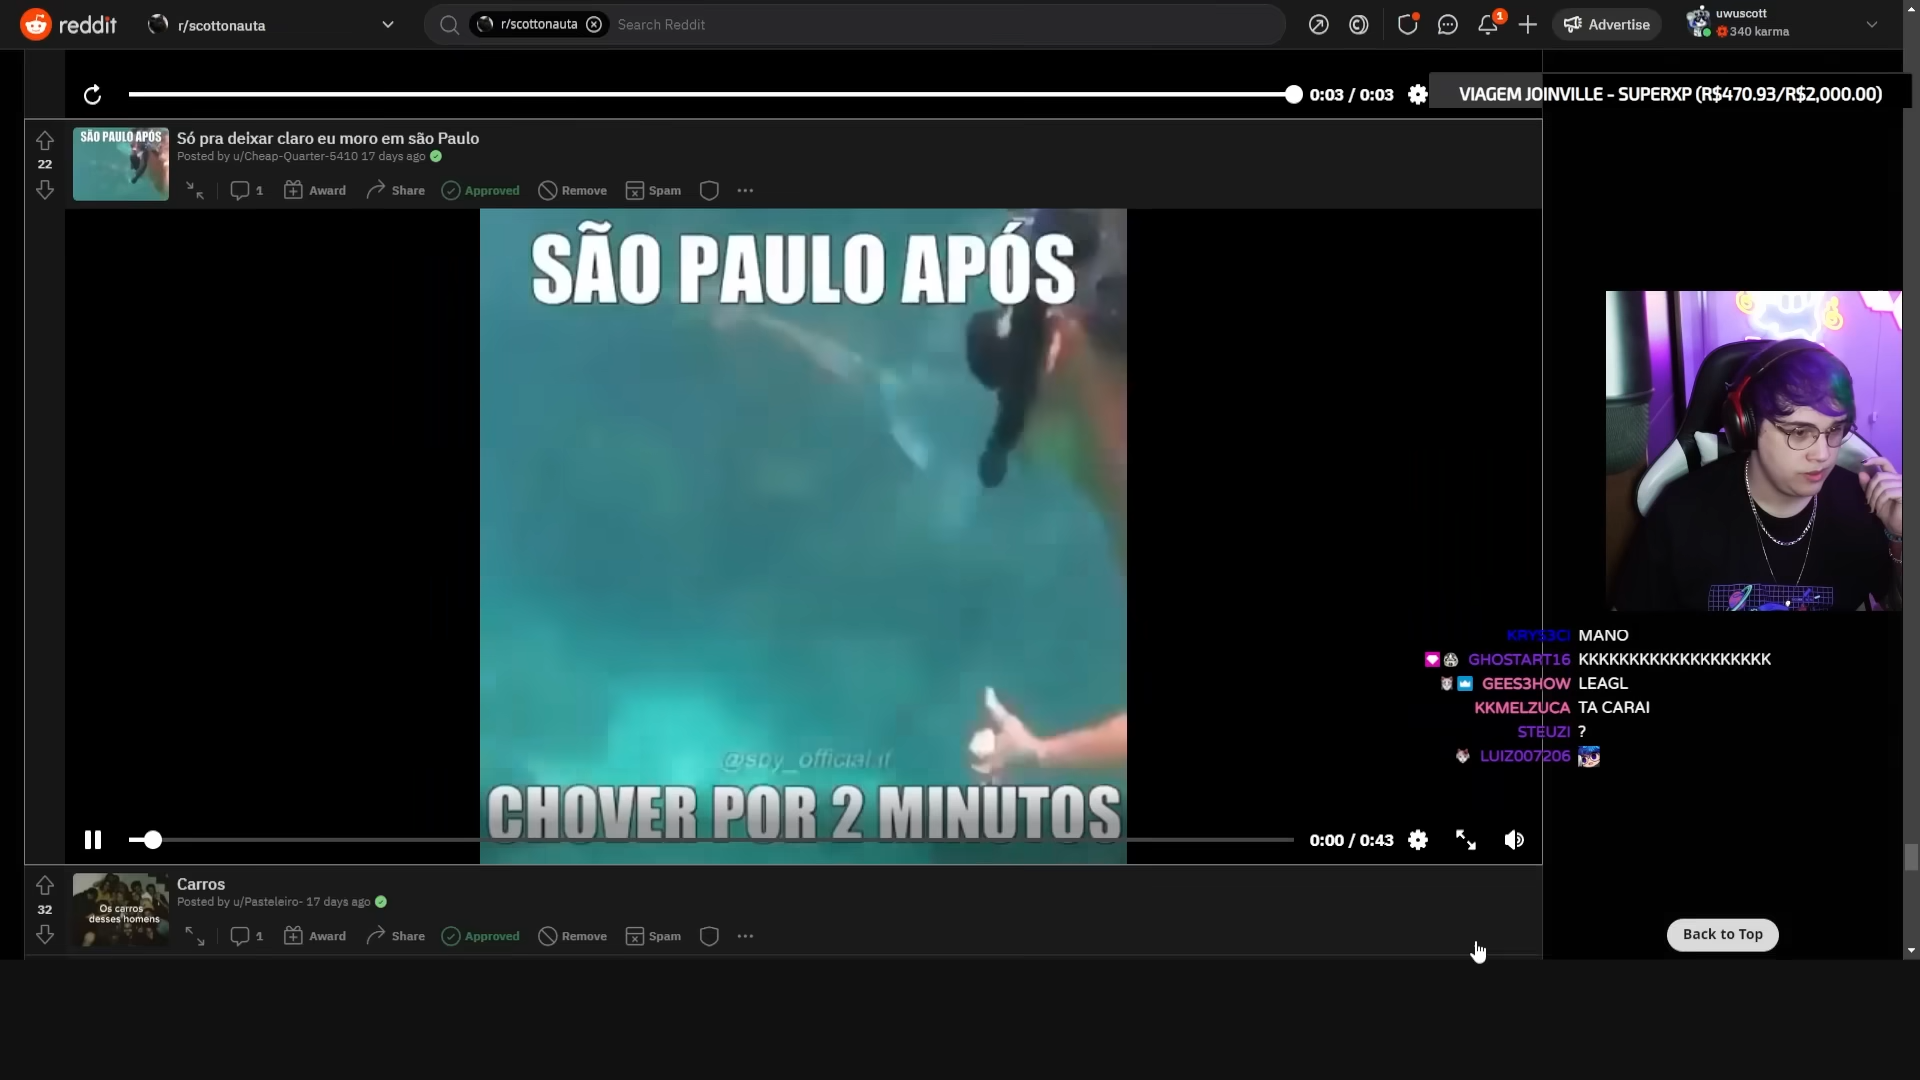 reddit
r/scottonauta
r/scottonauta
Search Reddit
1
Advertise
uwuscott
340 karma
0:03 / 0:03
VIAGEM JOINVILLE - SUPERXP (R$470.93/R$2,000.00)
22
SÃO PAULO APÓS
Só pra deixar claro eu moro em são Paulo
Posted by u/Cheap-Quarter-5410 17 days ago
1
Award
Share
Approved
Remove
Spam
SÃO PAULO APÓS
@sby_official.tf
CHOVER POR 2 MINUTOS
0:00 / 0:43
KRYS3CI MANO
GHOSTART16 KKKKKKKKKKKKKKKKKKK
GEES3HOW LEAGL
KKMELZUCA TA CARAI
STEUZI ?
LUIZ007206
32
Os carros
desses homens
Carros
Posted by u/Pasteleiro- 17 days ago
1
Award
Share
Approved
Remove
Spam
Back to Top